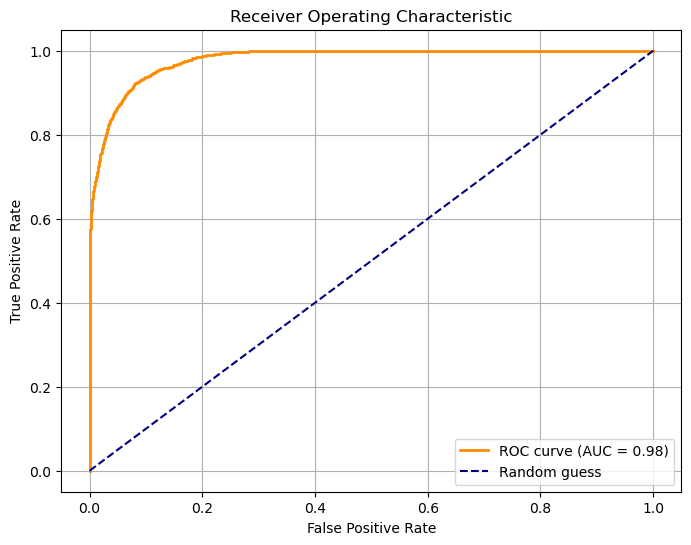 Receiver Operating Characteristic
1.0
0.8
0.6
0.4
0.2
0.0
True Positive Rate
ROC curve (AUC = 0.98)
Random guess
0.0 0.2 0.4 0.6 0.8 1.0
False Positive Rate